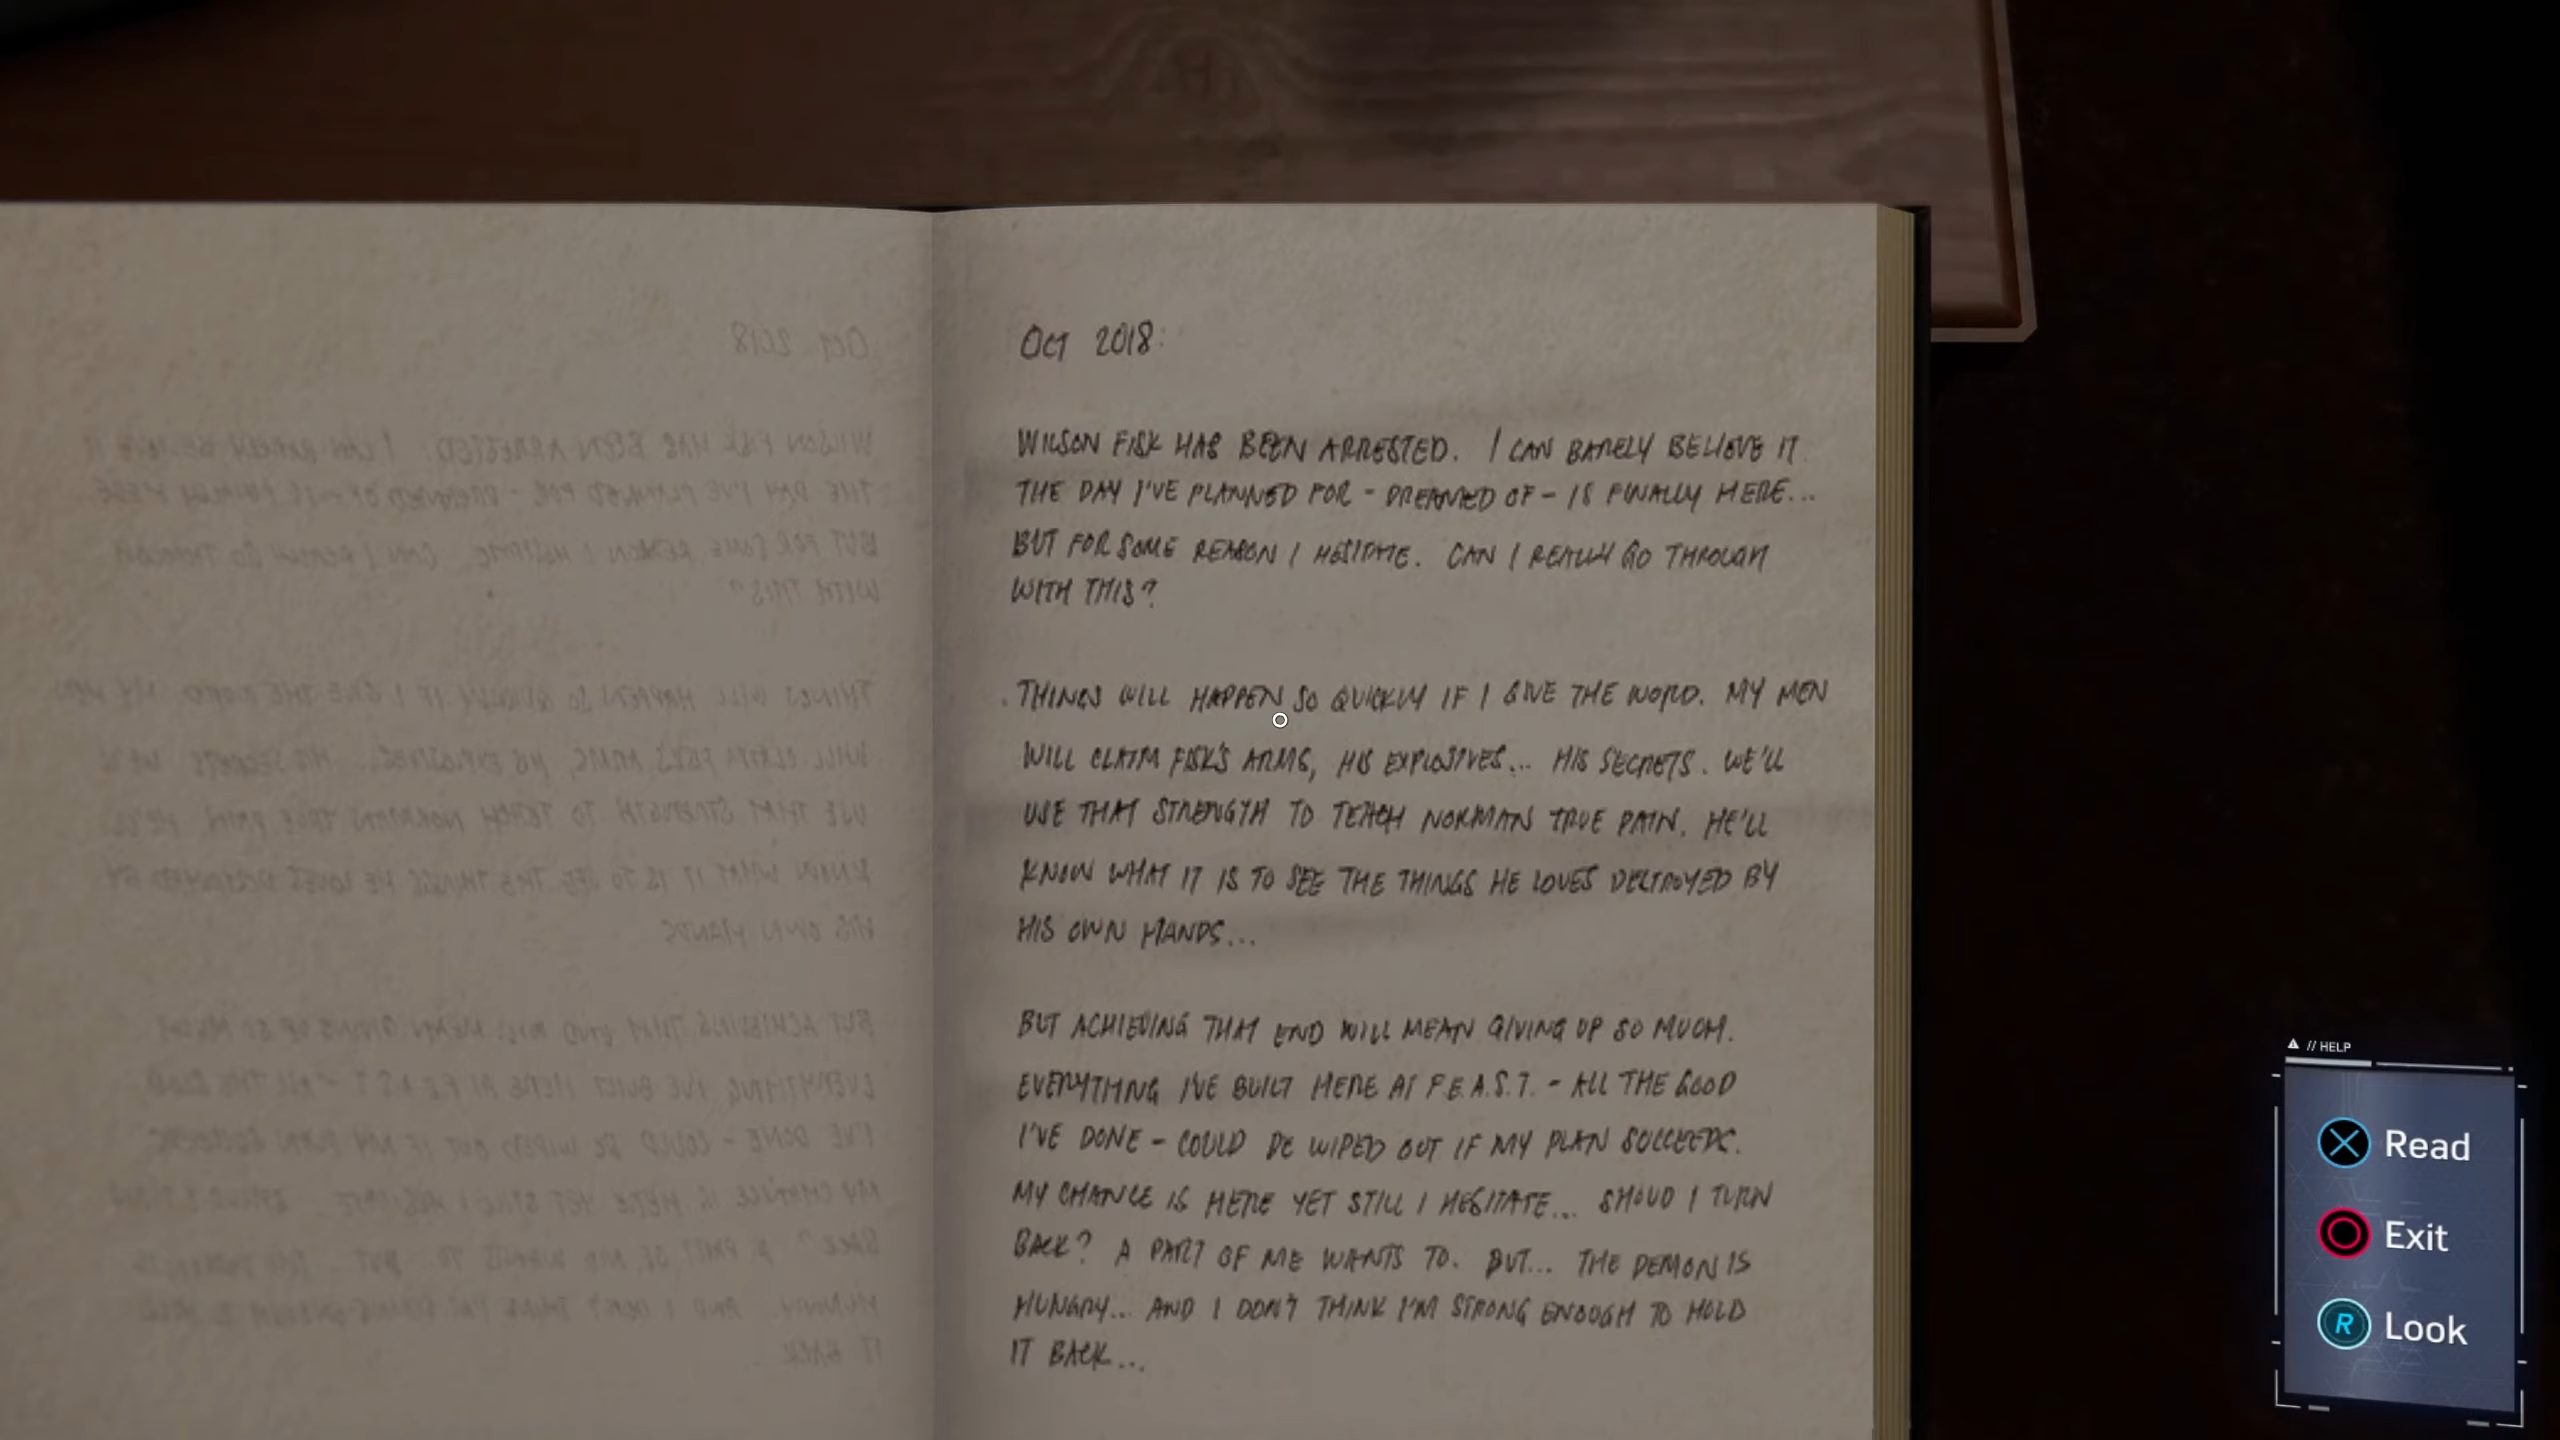 Oct 2018:
WILSON FISK HAS BEEN ARRESTED. I CAN BARELY BELIEVE IT.
THE DAY I'VE PLANNED FOR - DREAMED OF - IS FINALLY HERE...
BUT FOR SOME REASON I HESITATE. CAN I REALLY GO THROUGH
WITH THIS?
THINGS WILL HAPPEN SO QUICKLY IF I GIVE THE WORD. MY MEN
WILL CLAIM FISK'S ARMS, HIS EXPLOSIVES... HIS SECRETS. WE'LL
USE THAT STRENGTH TO TEACH NORMAN TRUE PAIN. HE'LL
KNOW WHAT IT IS TO SEE THE THINGS HE LOVES DESTROYED BY
HIS OWN HANDS...
BUT ACHIEVING THAT END WILL MEAN GIVING UP SO MUCH.
EVERYTHING I'VE BUILT HERE AT F.E.A.S.T. - ALL THE GOOD
I'VE DONE - COULD BE WIPED OUT IF MY PLAN SUCCEEDS.
MY CHANCE IS HERE YET STILL I HESITATE... SHOUD I TURN
BACK? A PART OF ME WANTS TO. BUT... THE DEMON IS
HUNGRY... AND I DON'T THINK I'M STRONG ENOUGH TO HOLD
IT BACK...
// HELP
Read
Exit
R Look